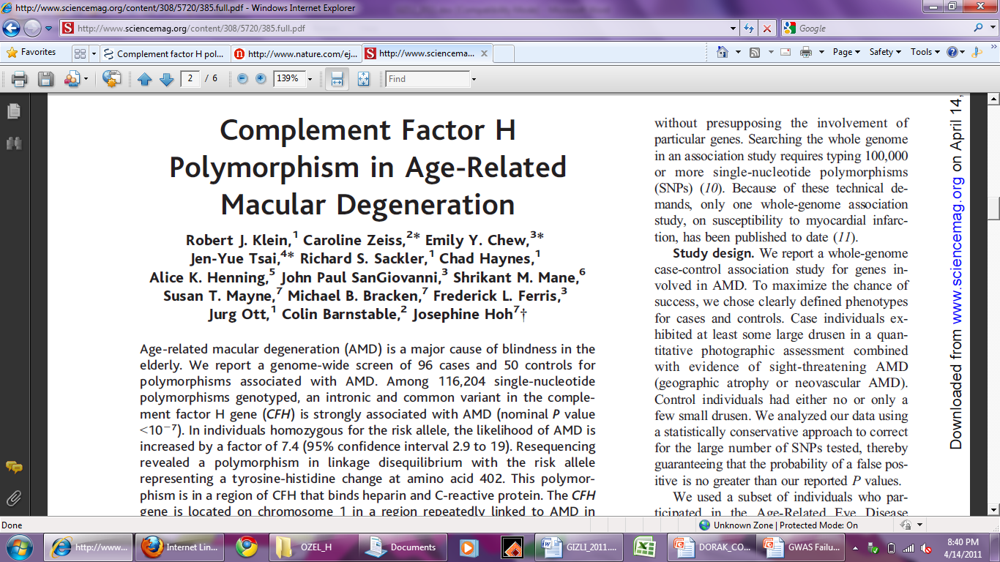 http://www.sciencemag.org/content/308/5720/385.full.pdf - Windows Internet Explorer
http://www.sciencemag.org/content/308/5720/385.full.pdf
Google
Favorites
Complement factor H pol...
http://www.nature.com/ej...
http://www.sciencema...
Page
Safety
Tools
2 / 6
139%
Find
Complement Factor H
Polymorphism in Age-Related
Macular Degeneration
Robert J. Klein,1 Caroline Zeiss,2* Emily Y. Chew,3*
Jen-Yue Tsai,4* Richard S. Sackler,1 Chad Haynes,1
Alice K. Henning,5 John Paul SanGiovanni,3 Shrikant M. Mane,6
Susan T. Mayne,7 Michael B. Bracken,7 Frederick L. Ferris,3
Jurg Ott,1 Colin Barnstable,2 Josephine Hoh7†
Age-related macular degeneration (AMD) is a major cause of blindness in the
elderly. We report a genome-wide screen of 96 cases and 50 controls for
polymorphisms associated with AMD. Among 116,204 single-nucleotide
polymorphisms genotyped, an intronic and common variant in the comple-
ment factor H gene (CFH) is strongly associated with AMD (nominal P value
<10−7). In individuals homozygous for the risk allele, the likelihood of AMD is
increased by a factor of 7.4 (95% confidence interval 2.9 to 19). Resequencing
revealed a polymorphism in linkage disequilibrium with the risk allele
representing a tyrosine-histidine change at amino acid 402. This polymor-
phism is in a region of CFH that binds heparin and C-reactive protein. The CFH
gene is located on chromosome 1 in a region repeatedly linked to AMD in
without presupposing the involvement of
particular genes. Searching the whole genome
in an association study requires typing 100,000
or more single-nucleotide polymorphisms
(SNPs) (10). Because of these technical de-
mands, only one whole-genome association
study, on susceptibility to myocardial infarc-
tion, has been published to date (11).
Study design. We report a whole-genome
case-control association study for genes in-
volved in AMD. To maximize the chance of
success, we chose clearly defined phenotypes
for cases and controls. Case individuals ex-
hibited at least some large drusen in a quan-
titative photographic assessment combined
with evidence of sight-threatening AMD
(geographic atrophy or neovascular AMD).
Control individuals had either no or only a
few small drusen. We analyzed our data using
a statistically conservative approach to correct
for the large number of SNPs tested, thereby
guaranteeing that the probability of a false pos-
itive is no greater than our reported P values.
We used a subset of individuals who par-
ticipated in the Age-Related Eye Disease
Downloaded from www.sciencemag.org on April 14,
Done
Unknown Zone | Protected Mode: On
http://www....
Internet Lin...
OZEL_H
Documents
GIZLI_2011....
DORAK_CO...
GWAS Failu...
8:40 PM
4/14/2011